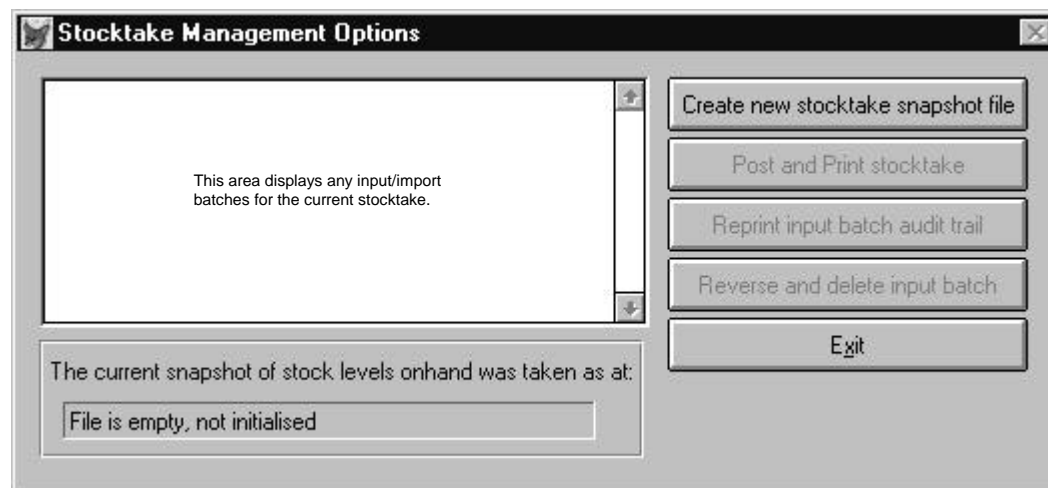 Stocktake Management Options
This area displays any input/import
batches for the current stocktake.
Create new stocktake snapshot file
Post and Print stocktake
Reprint input batch audit trail
Reverse and delete input batch
Exit
The current snapshot of stock levels onhand was taken as at:
File is empty, not initialised